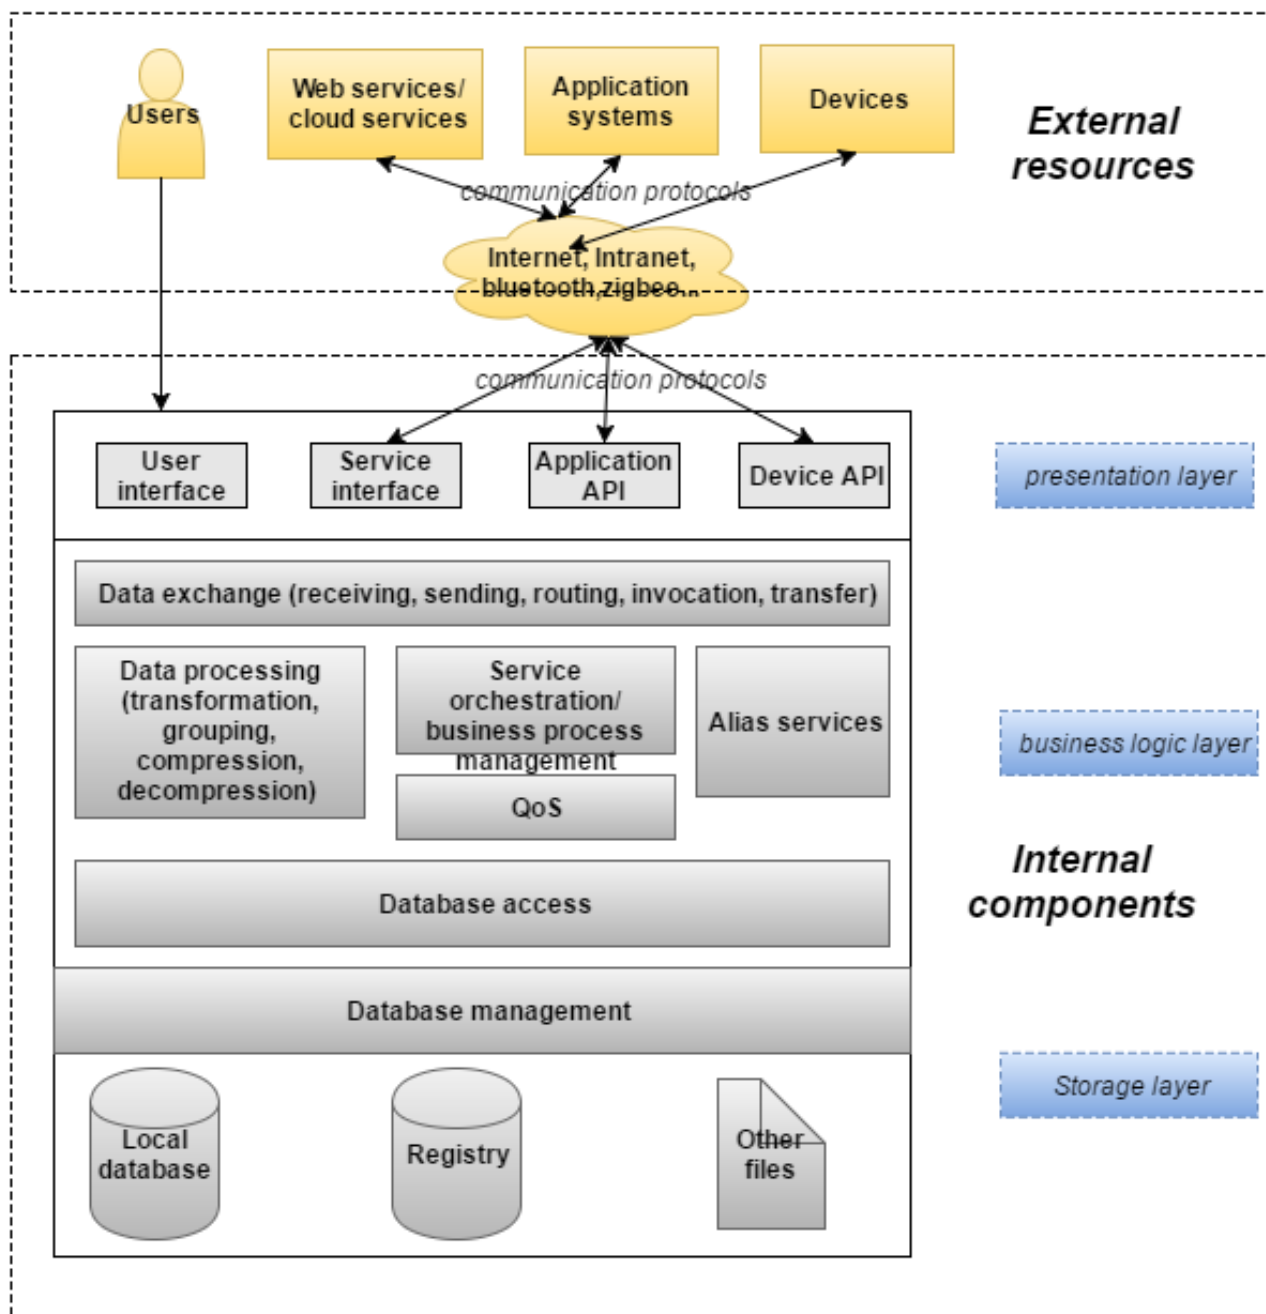 Users
Web services/
cloud services
Application
systems
Devices
External
resources
communication protocols
Internet, Intranet,
bluetooth,zigbee...
communication protocols
User
interface
Service
interface
Application
API
Device API
presentation layer
Data exchange (receiving, sending, routing, invocation, transfer)
Data processing
(transformation,
grouping,
compression,
decompression)
Service
orchestration/
business process
management
Alias services
business logic layer
QoS
Internal
components
Database access
Database management
Storage layer
Local
database
Registry
Other
files